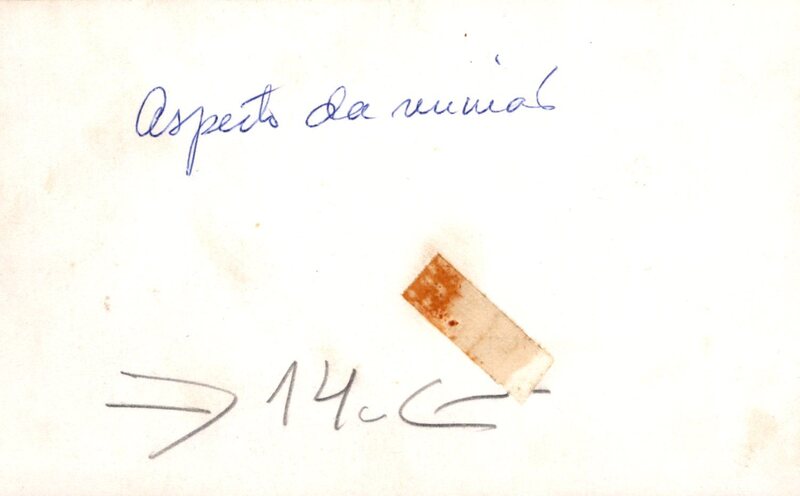 Aspecto da reunião
14c